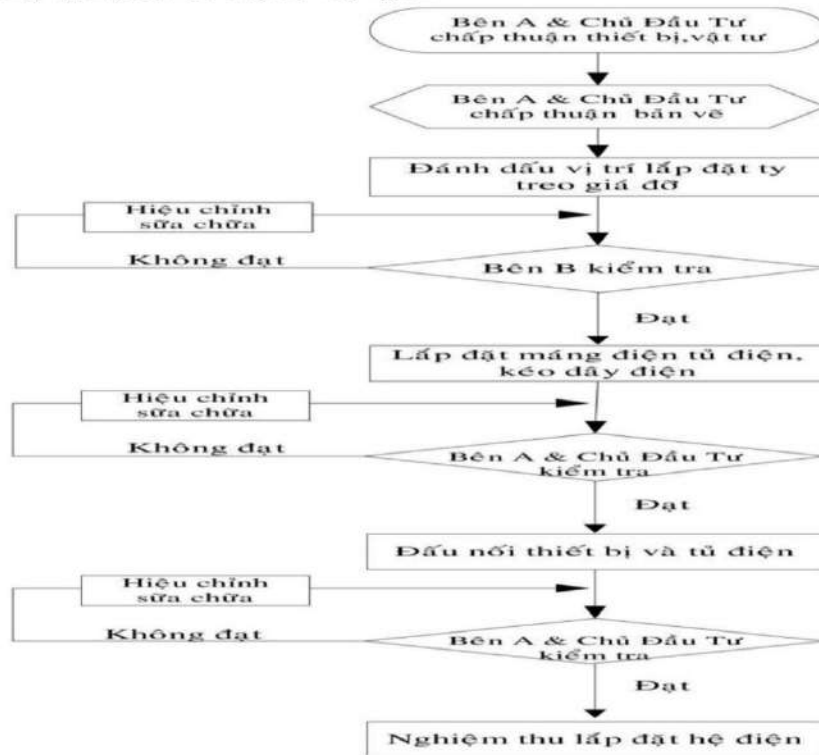 Bên A & Chủ Đầu Tư
chấp thuận thiết bị,vật tư
Bên A & Chủ Đầu Tư
chấp thuận bản vẽ
Đánh dấu vị trí lắp đặt ty
treo giá đỡ
Hiệu chỉnh
sữa chữa
Không đạt
Bên B kiểm tra
Đạt
Lắp đặt máng điện tủ điện,
kéo dây điện
Hiệu chỉnh
sữa chữa
Không đạt
Bên A & Chủ Đầu Tư
kiểm tra
Đạt
Đấu nối thiết bị và tủ điện
Hiệu chỉnh
sữa chữa
Không đạt
Bên A & Chủ Đầu Tư
kiểm tra
Đạt
Nghiệm thu lắp đặt hệ điện